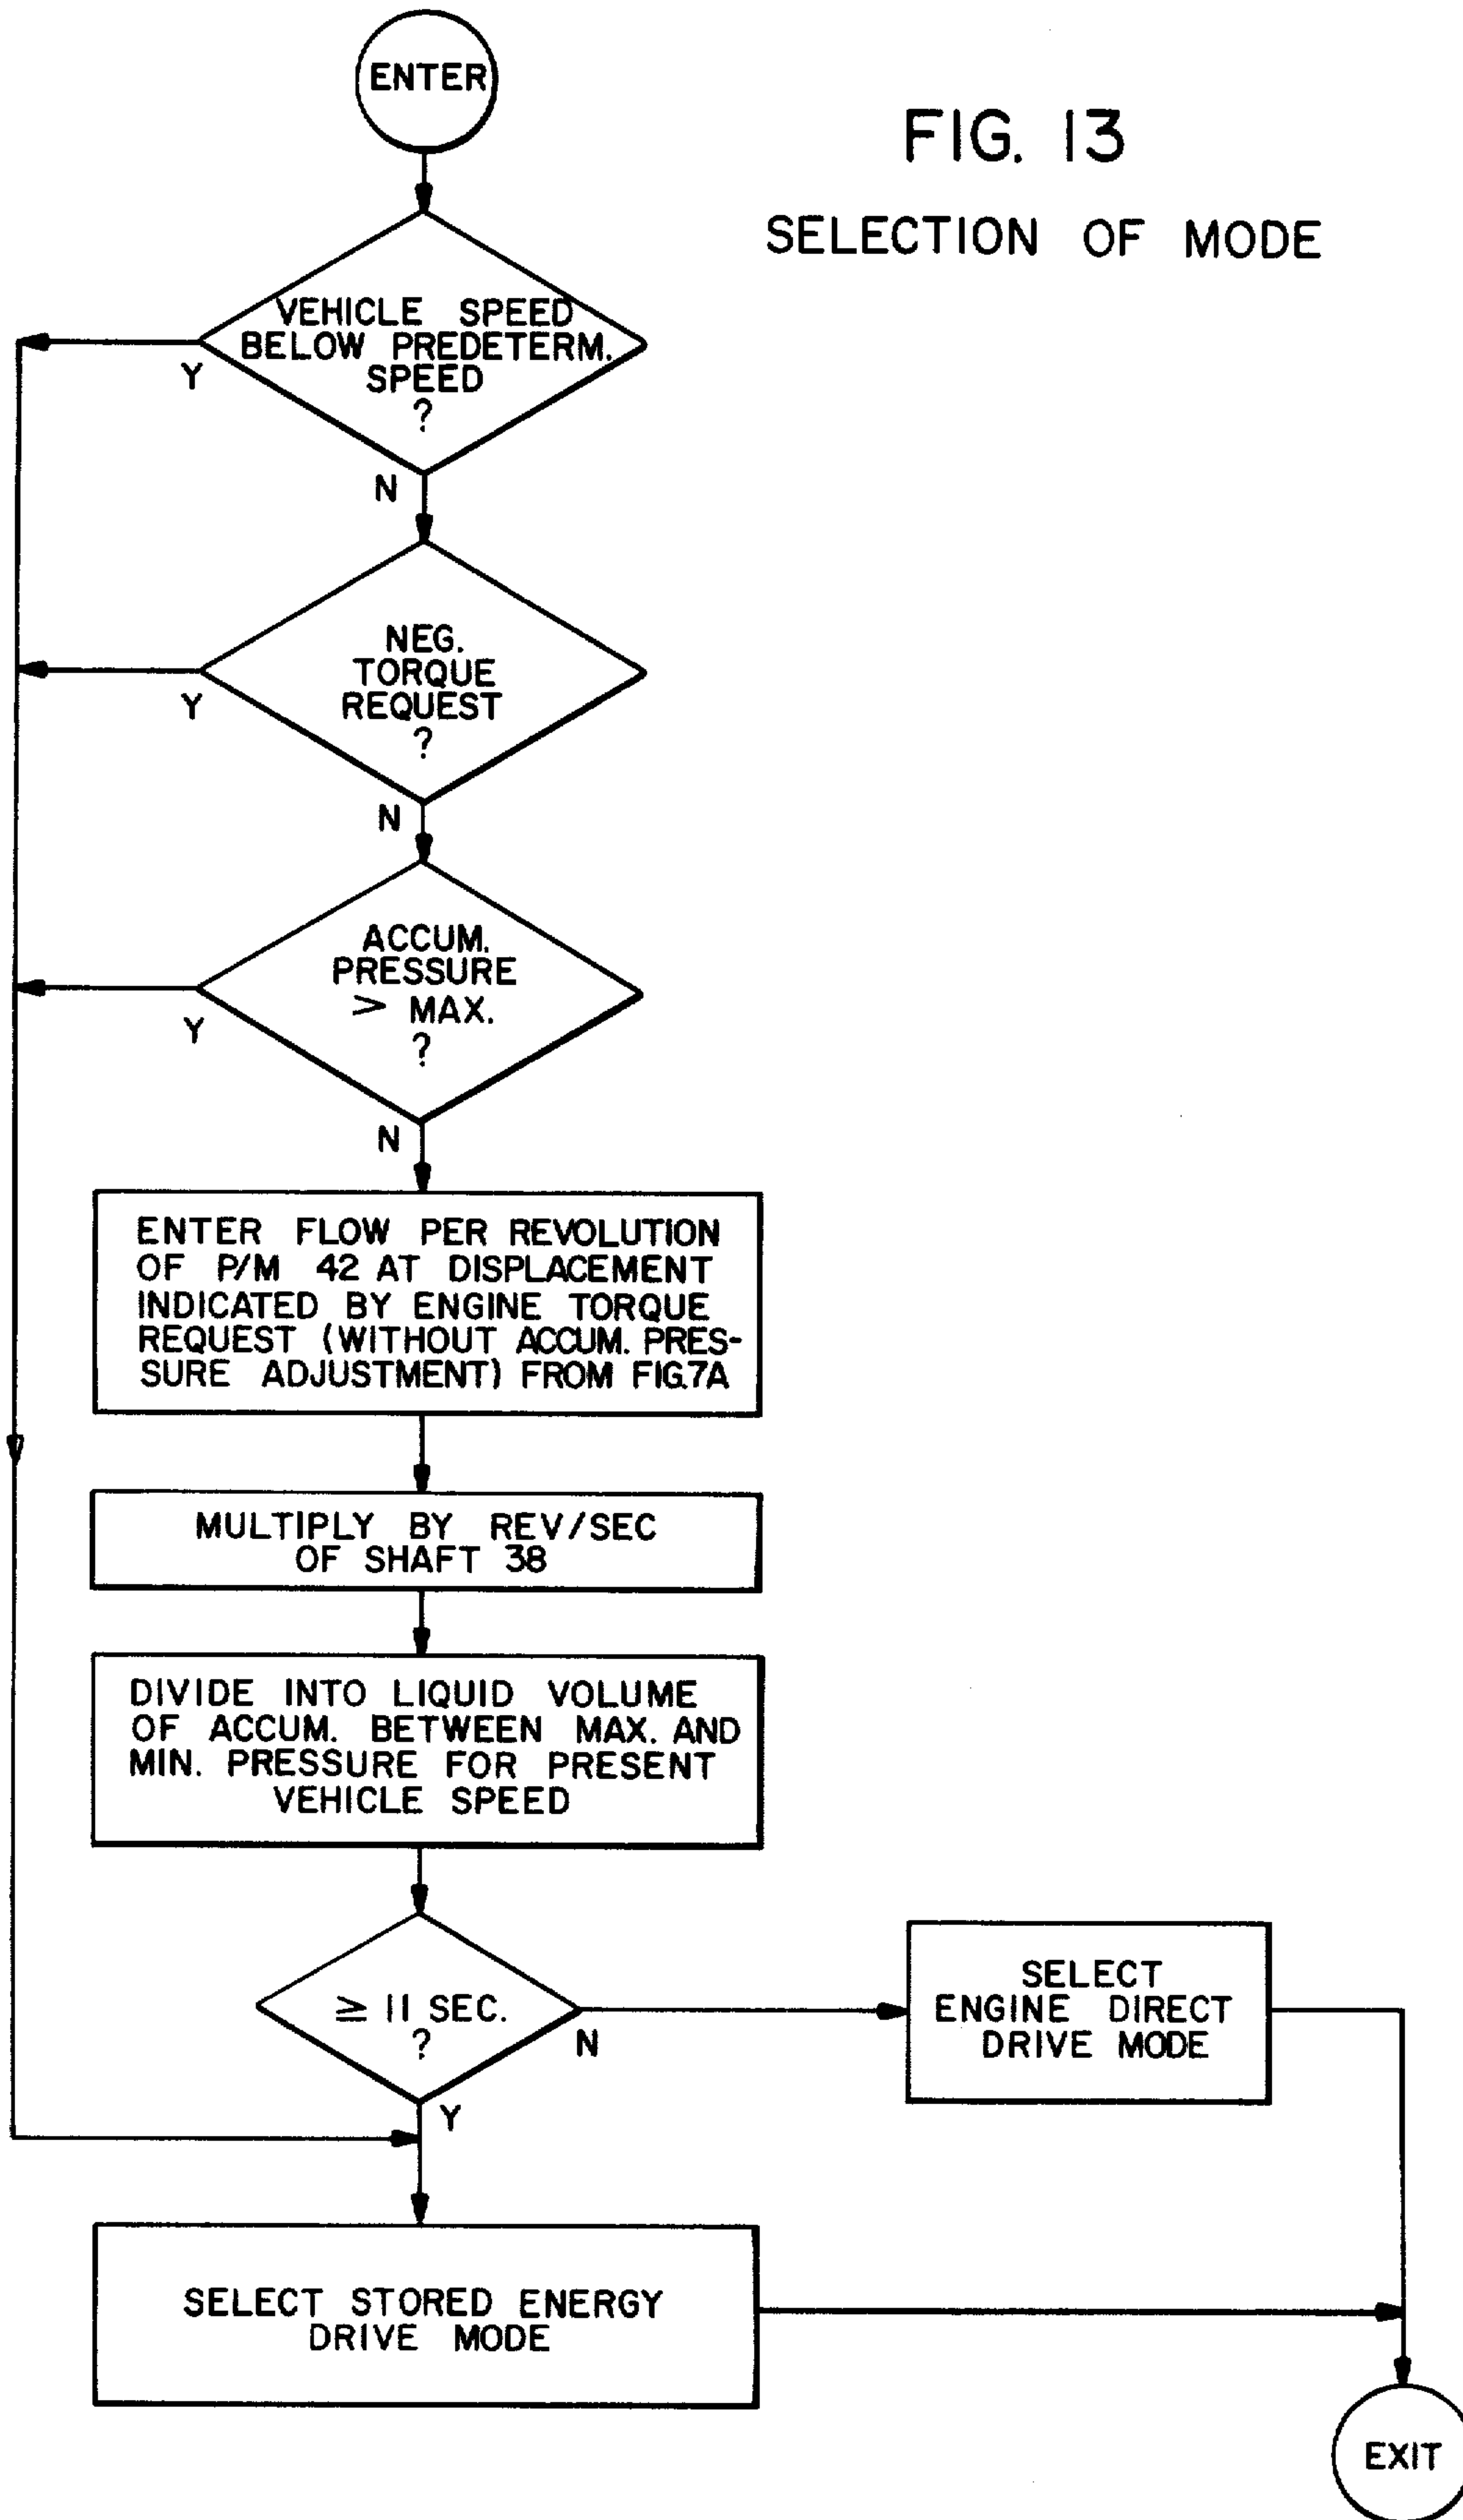 ENTER
FIG. 13
SELECTION OF MODE
VEHICLE SPEED
BELOW PREDETERM.
SPEED
?
Y
N
NEG.
TORQUE
REQUEST
?
Y
N
ACCUM.
PRESSURE
> MAX.
?
Y
N
ENTER FLOW PER REVOLUTION
OF P/M 42 AT DISPLACEMENT
INDICATED BY ENGINE TORQUE
REQUEST (WITHOUT ACCUM. PRES-
SURE ADJUSTMENT) FROM FIG.7A
MULTIPLY BY REV/SEC
OF SHAFT 38
DIVIDE INTO LIQUID VOLUME
OF ACCUM. BETWEEN MAX. AND
MIN. PRESSURE FOR PRESENT
VEHICLE SPEED
≥ 11 SEC.
?
N
Y
SELECT
ENGINE DIRECT
DRIVE MODE
SELECT STORED ENERGY
DRIVE MODE
EXIT